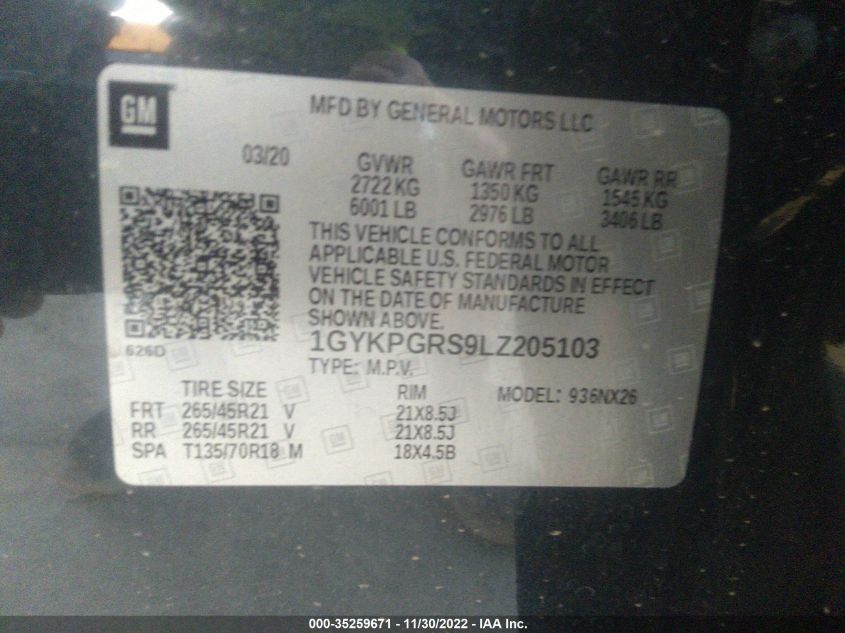 GM
MFD BY GENERAL MOTORS LLC
03/20
GVWR GAWR FRT GAWR RR
2722 KG 1350 KG 1545 KG
6001 LB 2976 LB 3406 LB
THIS VEHICLE CONFORMS TO ALL
APPLICABLE U.S. FEDERAL MOTOR
VEHICLE SAFETY STANDARDS IN EFFECT
ON THE DATE OF MANUFACTURE
SHOWN ABOVE.
626D
1GYKPGRS9LZ205103
TYPE: M.P.V.
TIRE SIZE RIM MODEL: 936NX26
FRT 265/45R21 V 21X8.5J
RR 265/45R21 V 21X8.5J
SPA T135/70R18 M 18X4.5B
000-35259671 - 11/30/2022 - IAA Inc.